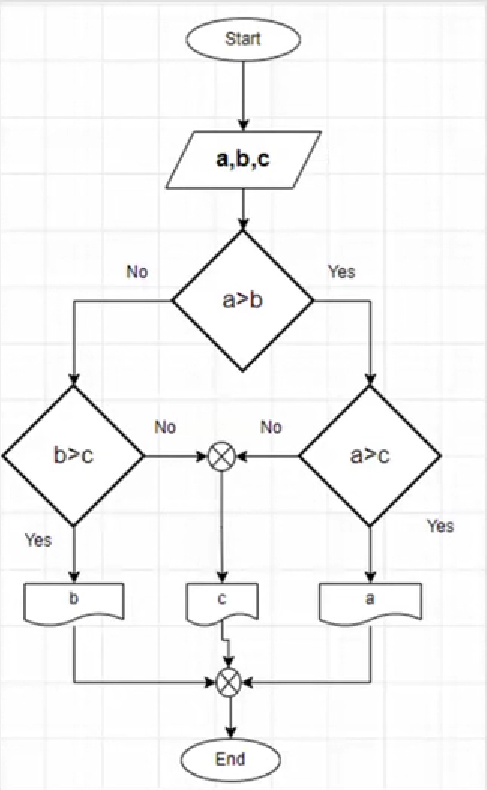 Start
a,b,c
No
Yes
a>b
No
No
b>c
a>c
Yes
Yes
b
c
a
End